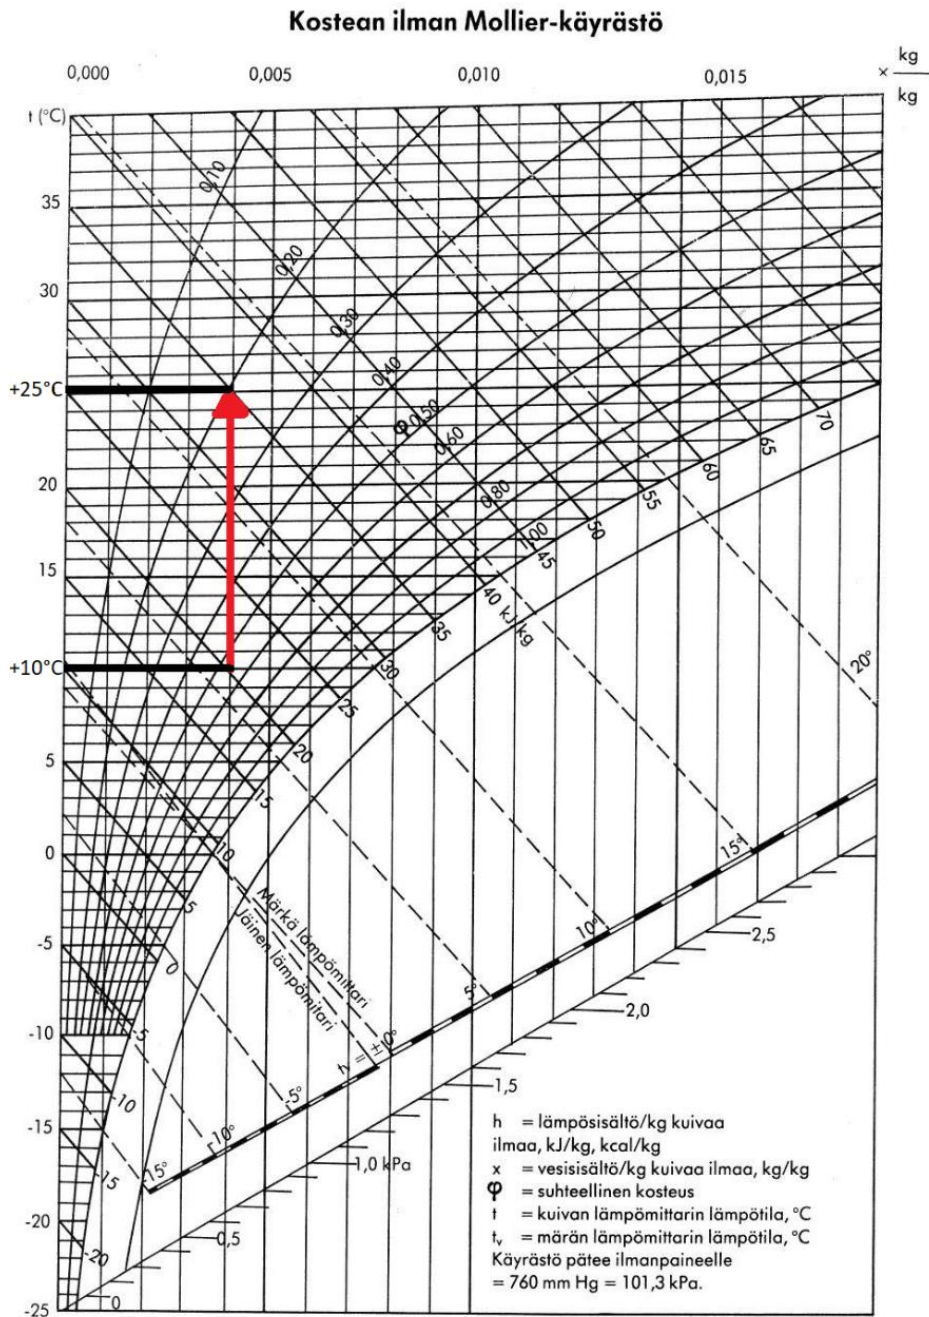 Kostean ilman Mollier-käyrästö
0,000 0,005 0,010 0,015 × kg
kg
t (°C)
35
30
+25°C
20
15
+10°C
5
0
-5
-10
-15
-20
-25
0,10
0,20
0,30
0,40
φ 0,50
0,60
0,80
1,00
70
65
60
55
50
45
40 kJ/kg
35
30
25
20
15
10
5
0
-5
-10
-15
-20
20°
15°
10°
5°
Märkä lämpömittari
Jäinen lämpömitari
tᵥ = ± 0°
-5°
-10°
-15°
2,5
2,0
1,5
1,0 kPa
0,5
0
h = lämpösisältö/kg kuivaa
ilmaa, kJ/kg, kcal/kg
x = vesisisältö/kg kuivaa ilmaa, kg/kg
φ = suhteellinen kosteus
t = kuivan lämpömittarin lämpötila, °C
tᵥ = märän lämpömittarin lämpötila, °C
Käyrästö pätee ilmanpaineelle
= 760 mm Hg = 101,3 kPa.